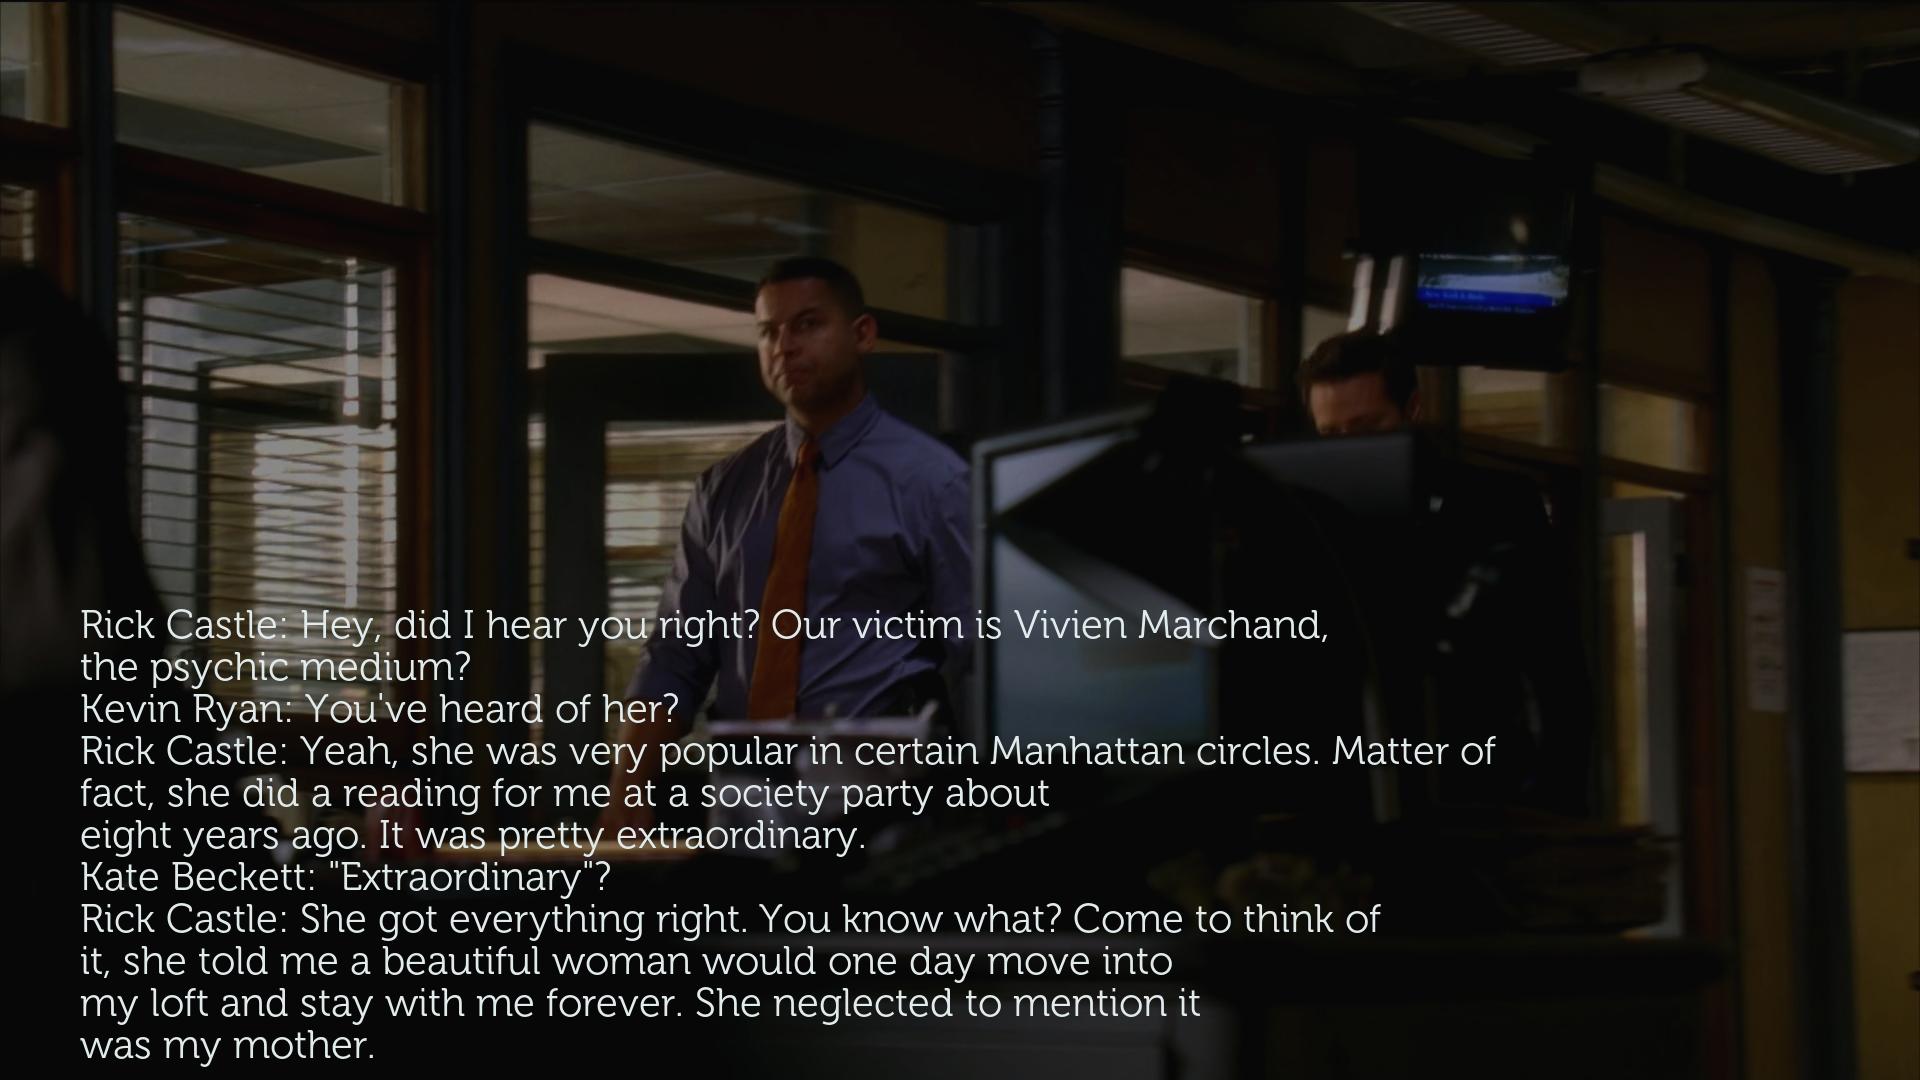 Rick Castle: Hey, did I hear you right? Our victim is Vivien Marchand,
the psychic medium?
Kevin Ryan: You've heard of her?
Rick Castle: Yeah, she was very popular in certain Manhattan circles. Matter of
fact, she did a reading for me at a society party about
eight years ago. It was pretty extraordinary.
Kate Beckett: "Extraordinary"?
Rick Castle: She got everything right. You know what? Come to think of
it, she told me a beautiful woman would one day move into
my loft and stay with me forever. She neglected to mention it
was my mother.